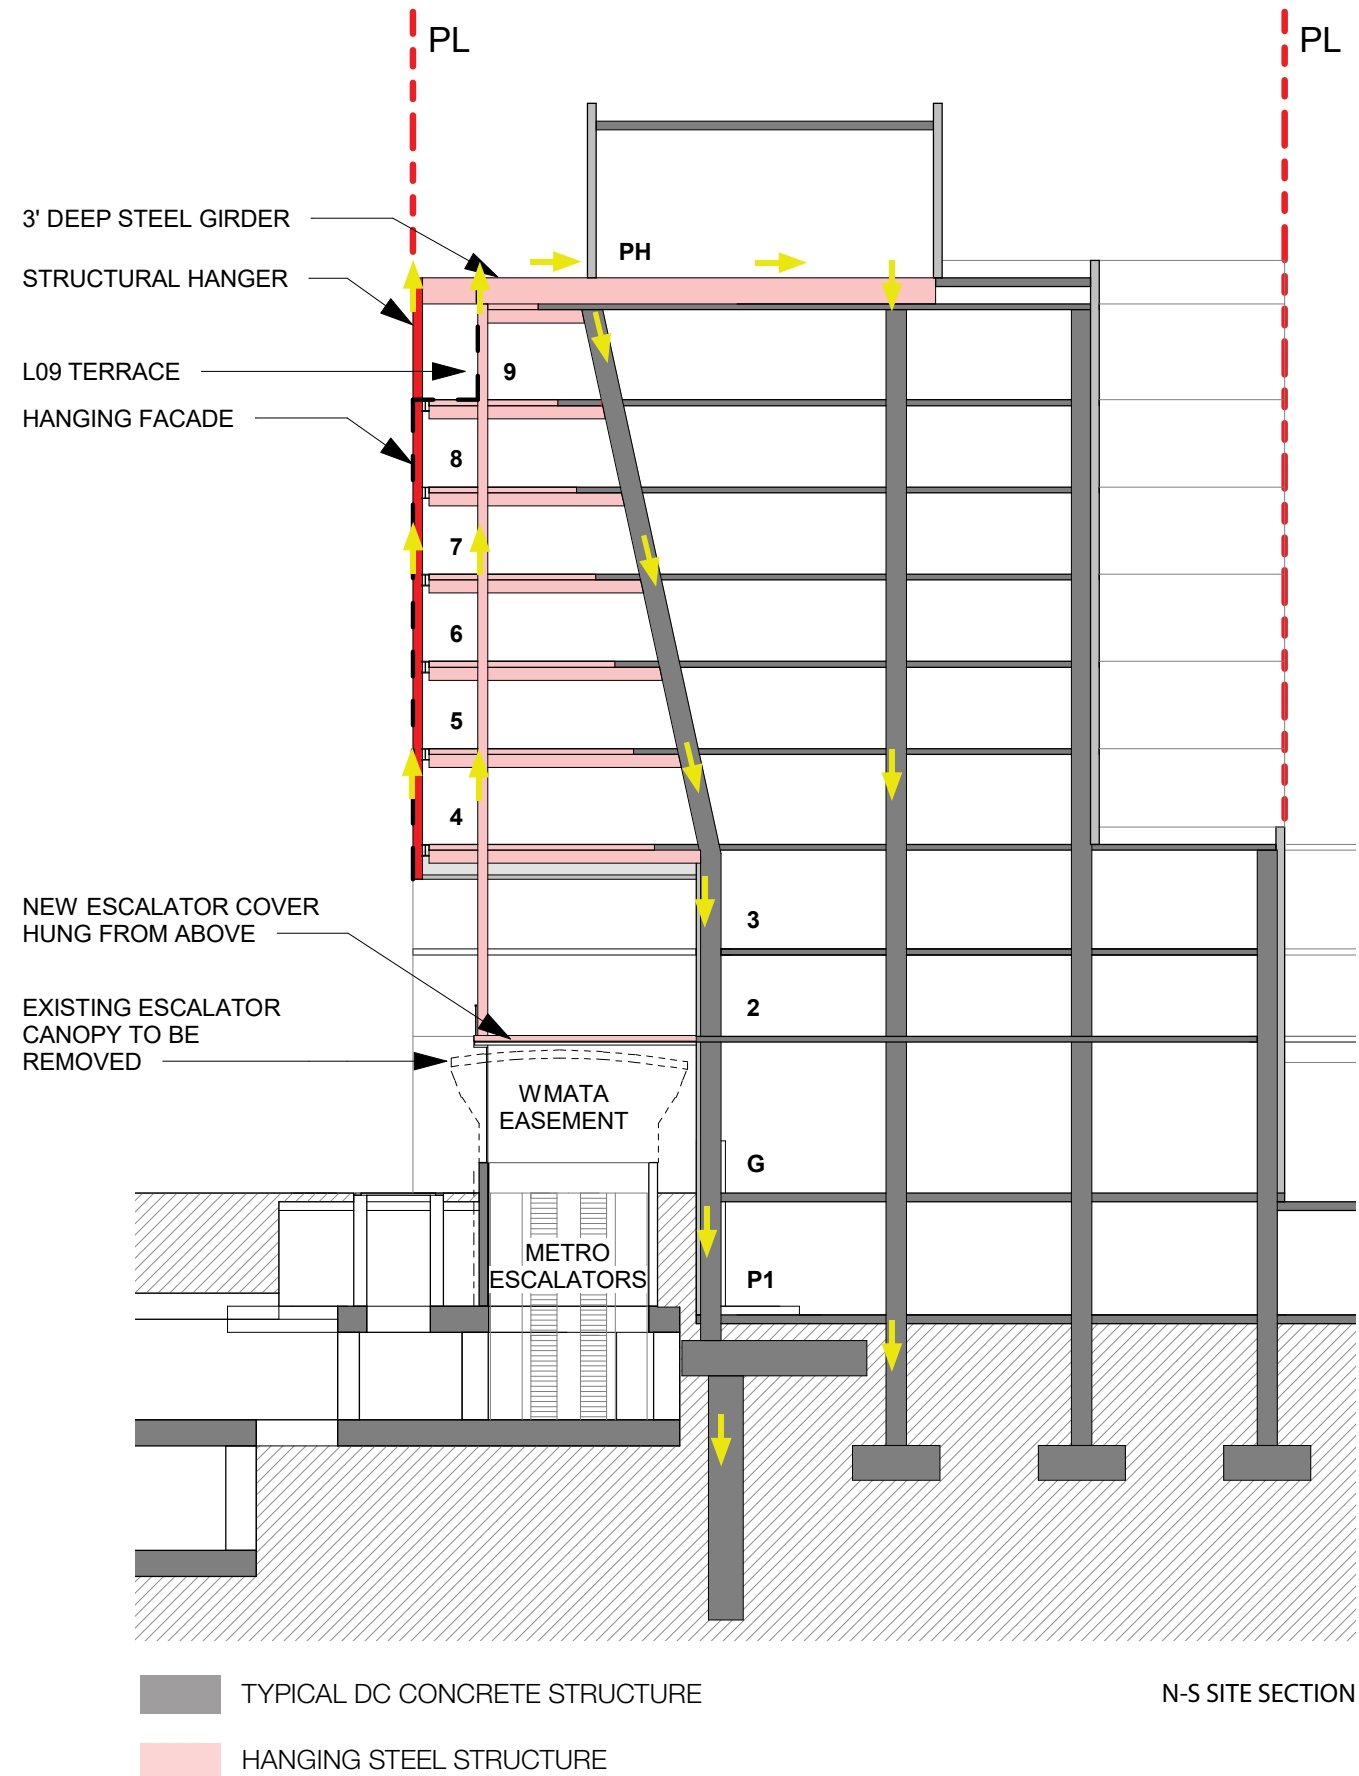 PL
PL
3' DEEP STEEL GIRDER
PH
STRUCTURAL HANGER
L09 TERRACE
9
HANGING FACADE
8
7
6
5
4
NEW ESCALATOR COVER
HUNG FROM ABOVE
3
EXISTING ESCALATOR
CANOPY TO BE
REMOVED
2
WMATA
EASEMENT
G
METRO
ESCALATORS
P1
TYPICAL DC CONCRETE STRUCTURE
N-S SITE SECTION
HANGING STEEL STRUCTURE